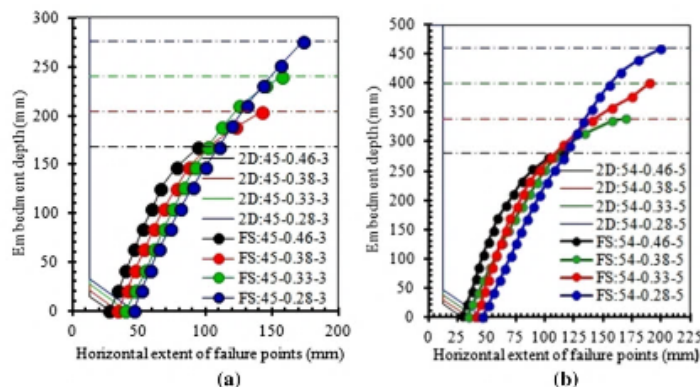 300
250
200
150
100
50
0
Embedment depth (mm)
2D:45-0.46-3
2D:45-0.38-3
2D:45-0.33-3
2D:45-0.28-3
FS:45-0.46-3
FS:45-0.38-3
FS:45-0.33-3
FS:45-0.28-3
0 50 100 150 200
Horizontal extent of failure points (mm)
(a)
500
450
400
350
300
250
200
150
100
50
0
Embedment depth (mm)
2D:54-0.46-5
2D:54-0.38-5
2D:54-0.33-5
2D:54-0.28-5
FS:54-0.46-5
FS:54-0.38-5
FS:54-0.33-5
FS:54-0.28-5
0 25 50 75 100 125 150 175 200 225
Horizontal extent of failure points (mm)
(b)